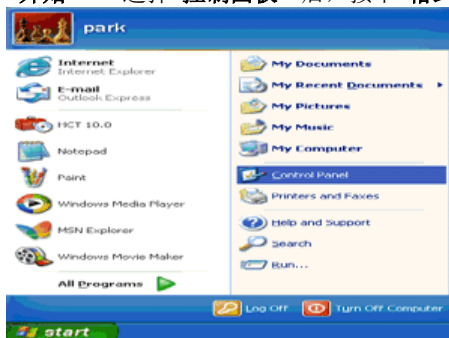 park
Internet
Internet Explorer
E-mail
Outlook Express
HCT 10.0
Notepad
Paint
Windows Media Player
MSN Explorer
Windows Movie Maker
All Programs
My Documents
My Recent Documents
My Pictures
My Music
My Computer
Control Panel
Printers and Faxes
Help and Support
Search
Run...
Log Off
Turn Off Computer
start